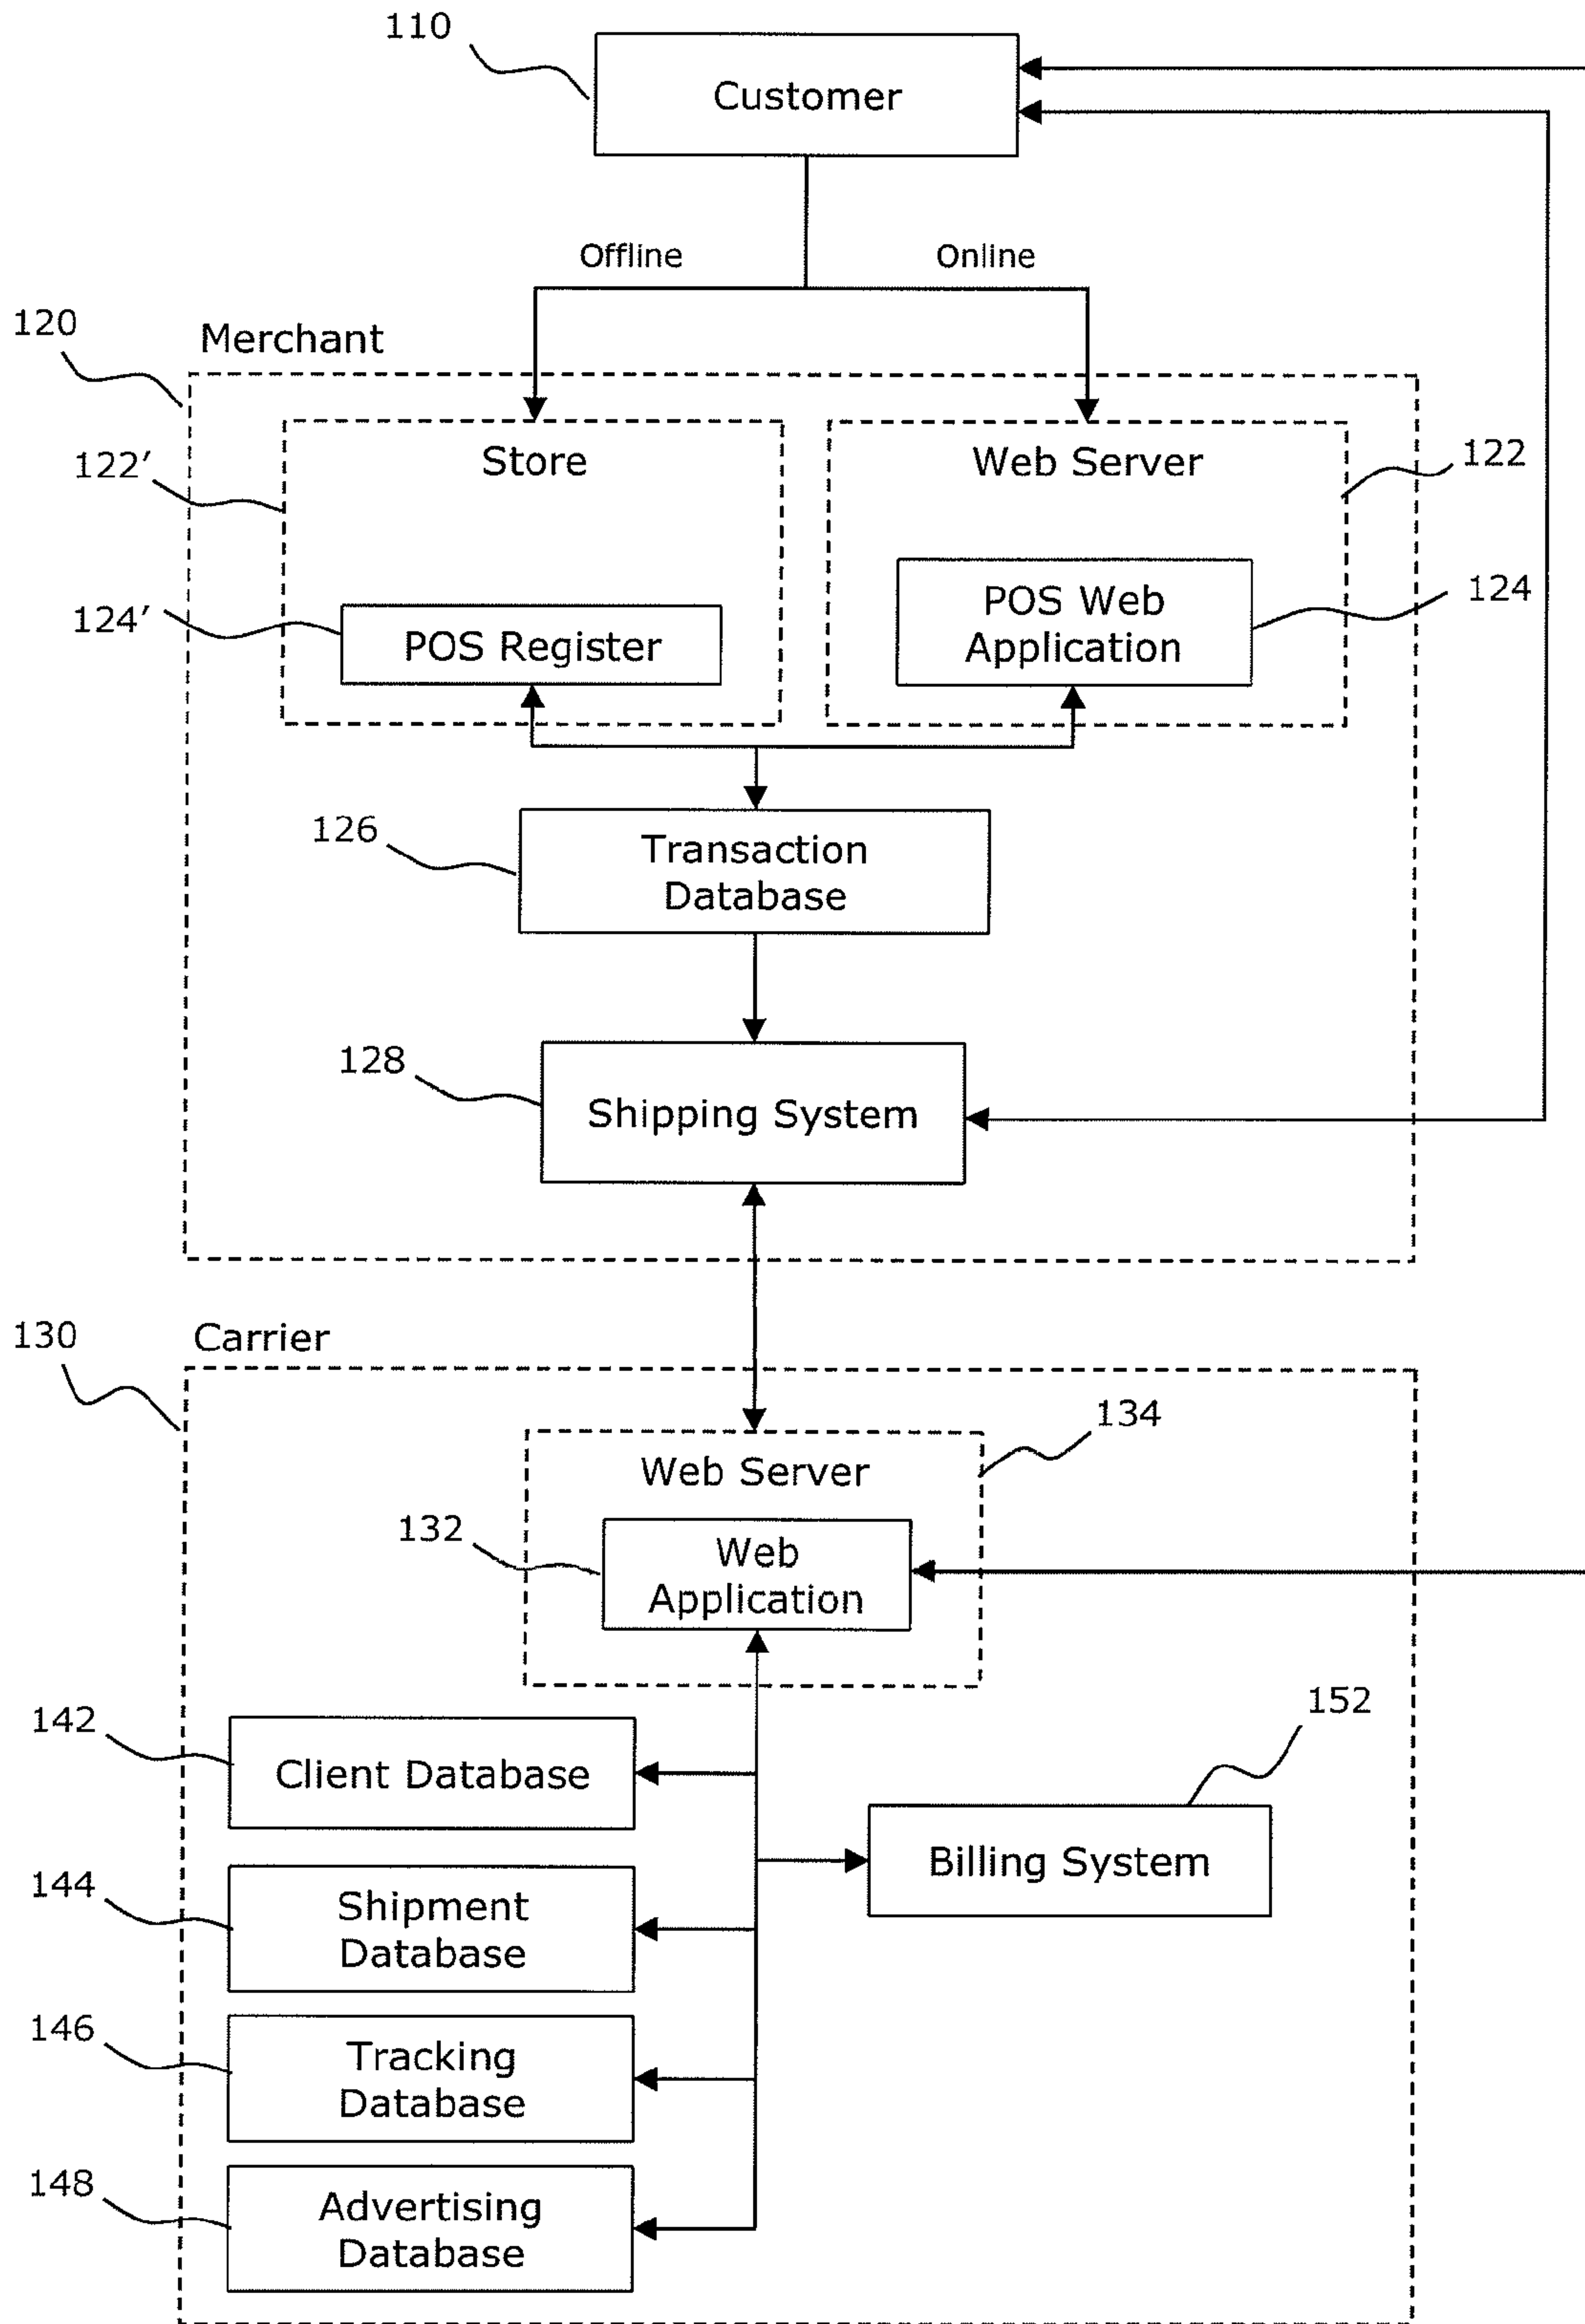 110
Customer
Offline
Online
120
Merchant
122′
Store
Web Server
122
124′
POS Register
POS Web
Application
124
126
Transaction
Database
128
Shipping System
130
Carrier
134
Web Server
132
Web
Application
142
Client Database
152
Billing System
144
Shipment
Database
146
Tracking
Database
148
Advertising
Database